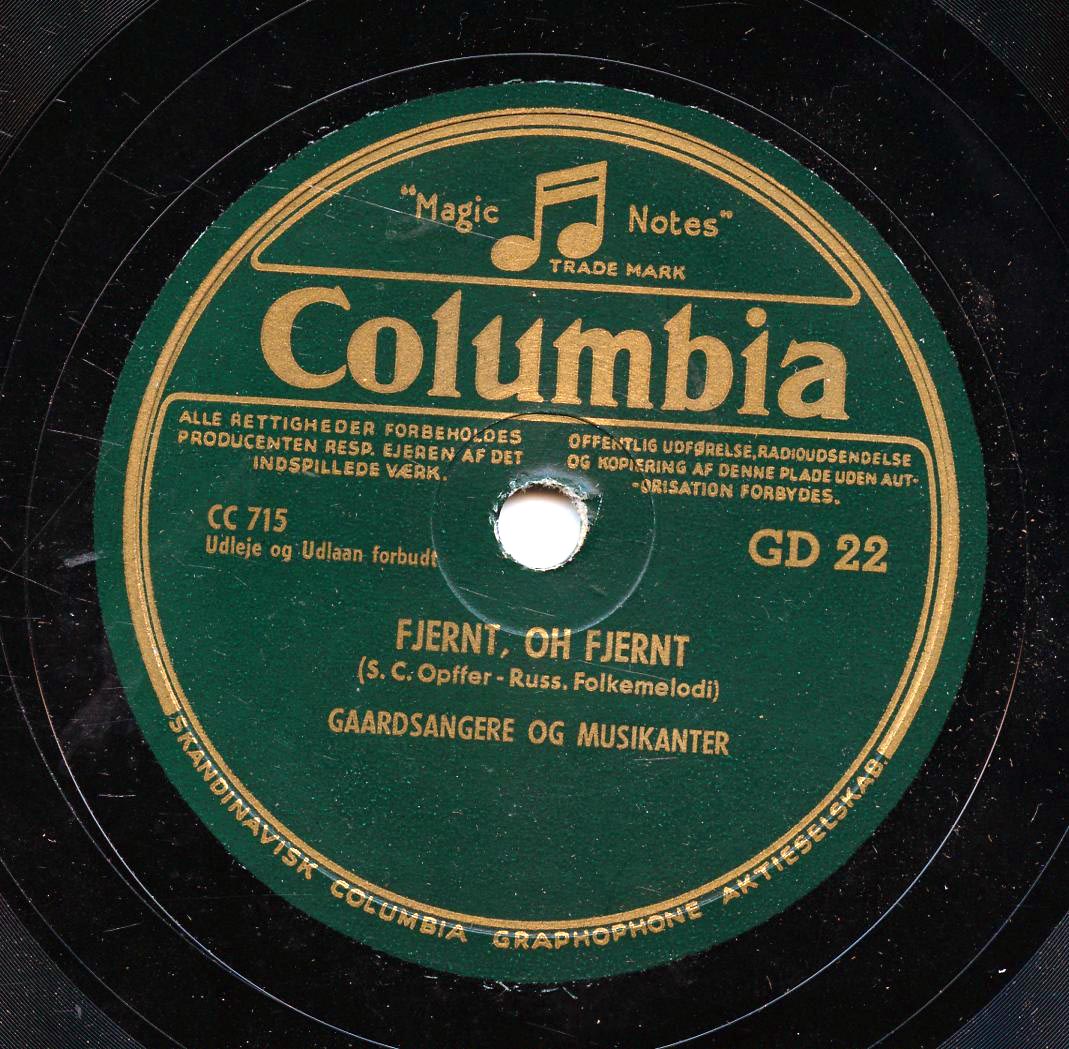 "Magic Notes"
TRADE MARK
Columbia
ALLE RETTIGHEDER FORBEHOLDES
PRODUCENTEN RESP. EJEREN AF DET
INDSPILLEDE VÆRK.
OFFENTLIG UDFØRELSE, RADIOUDSENDELSE
OG KOPIERING AF DENNE PLADE UDEN AUT-
-ORISATION FORBYDES.
CC 715
Udleje og Udlaan forbudt
GD 22
FJERNT, OH FJERNT
(S. C. Opffer - Russ. Folkemelodi)
GAARDSANGERE OG MUSIKANTER
SKANDINAVISK COLUMBIA GRAPHOPHONE AKTIESELSKAB.